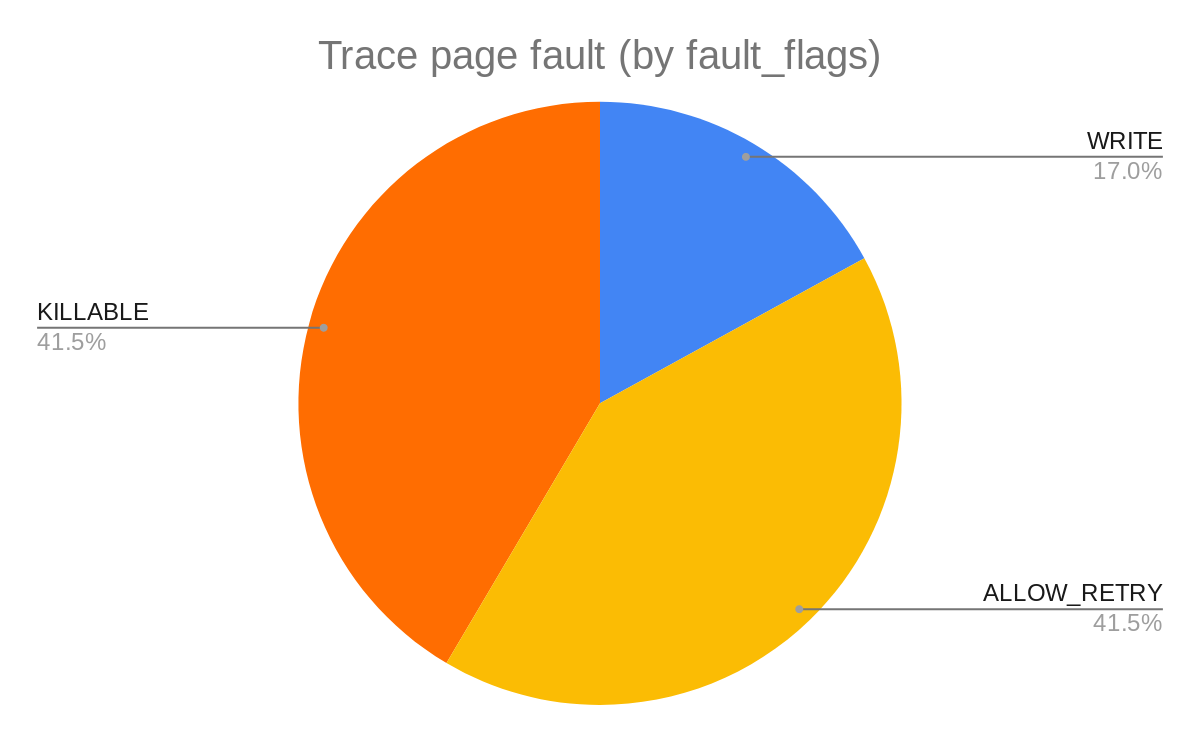 Trace page fault (by fault_flags)
WRITE
17.0%
KILLABLE
41.5%
ALLOW_RETRY
41.5%